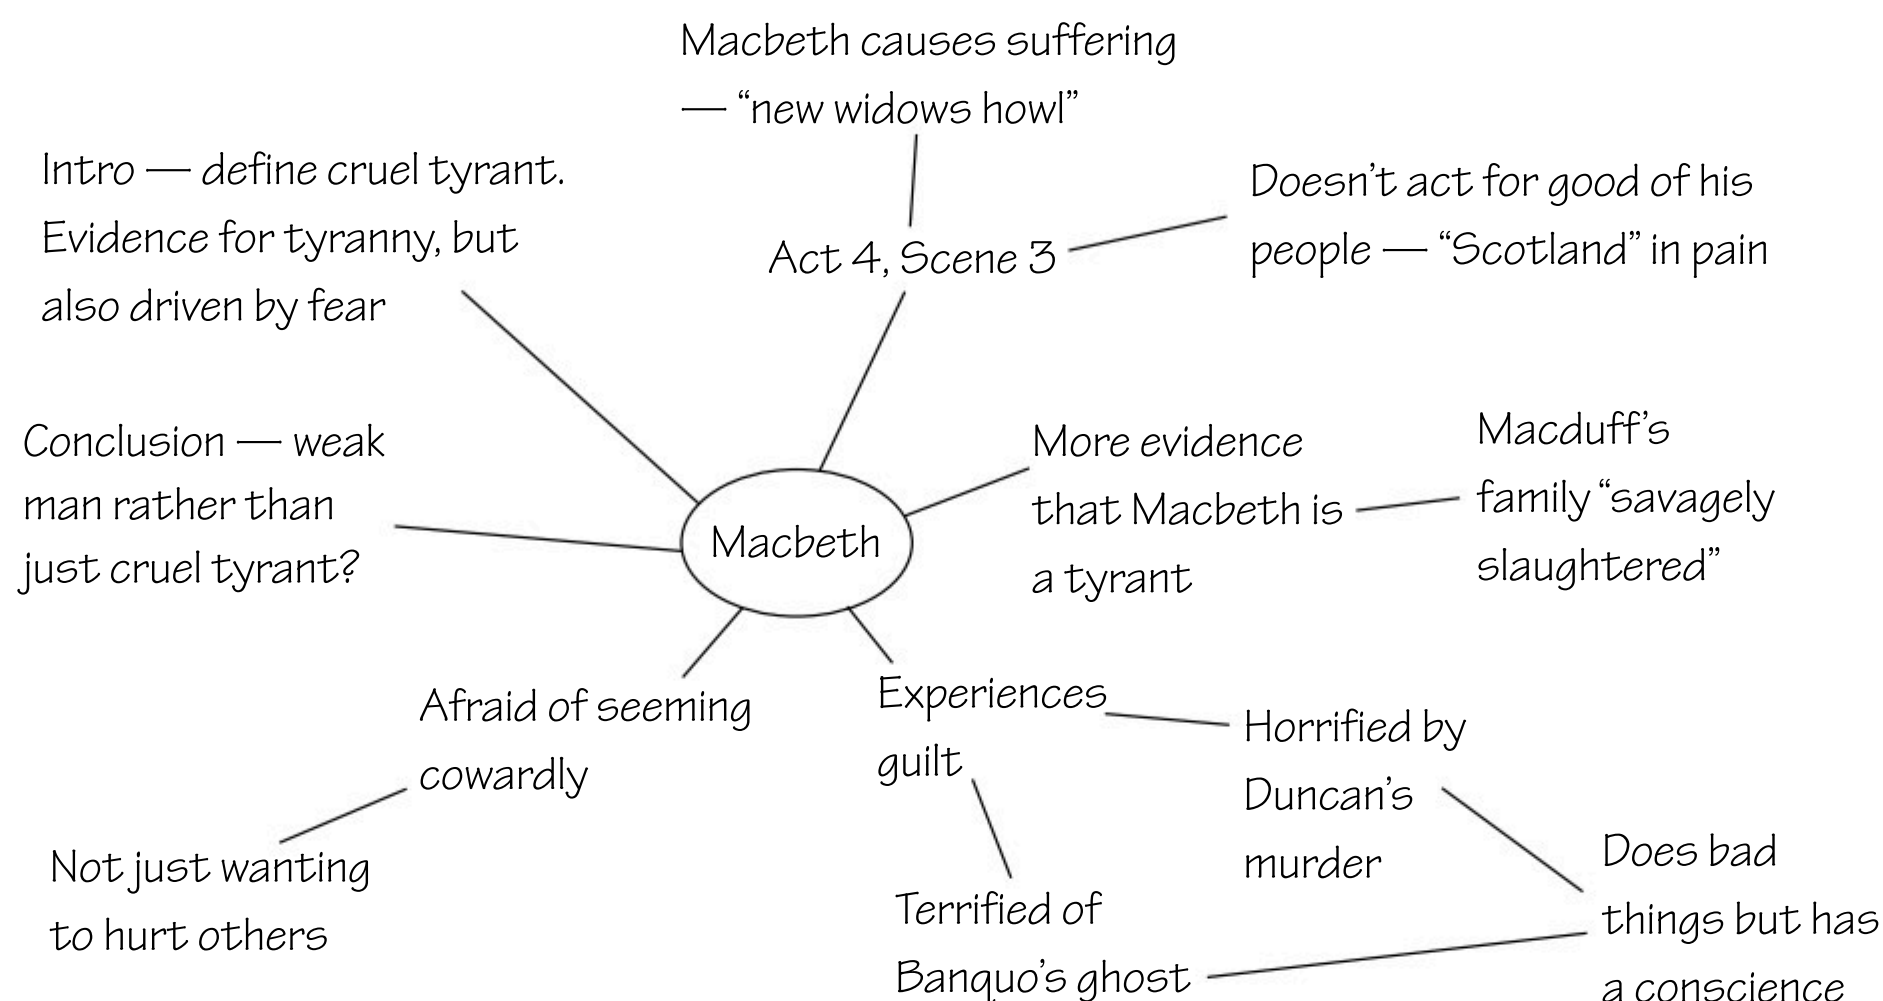 Macbeth causes suffering
— “new widows howl”
Intro — define cruel tyrant.
Evidence for tyranny, but
also driven by fear
Act 4, Scene 3
Doesn’t act for good of his
people — “Scotland” in pain
Conclusion — weak
man rather than
just cruel tyrant?
Macbeth
More evidence
that Macbeth is
a tyrant
Macduff’s
family “savagely
slaughtered”
Afraid of seeming
cowardly
Not just wanting
to hurt others
Experiences
guilt
Horrified by
Duncan’s
murder
Terrified of
Banquo’s ghost
Does bad
things but has
a conscience